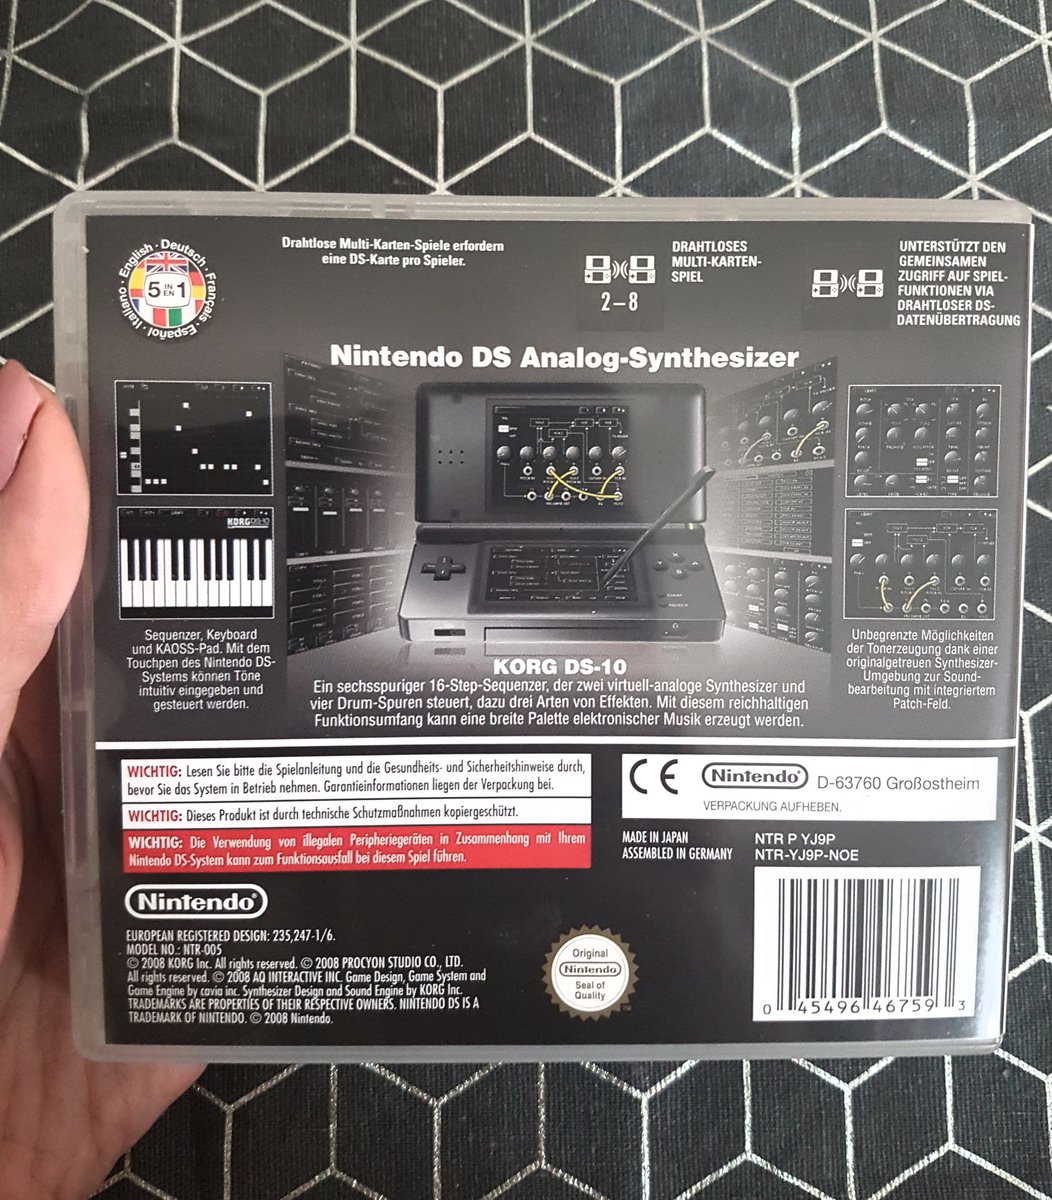 English · Deutsch · Français · Español · Italiano ·
5 IN EN 1
Drahtlose Multi-Karten-Spiele erfordern
eine DS-Karte pro Spieler.
2–8
DRAHTLOSES
MULTI-KARTEN-
SPIEL
UNTERSTÜTZT DEN
GEMEINSAMEN
ZUGRIFF AUF SPIEL-
FUNKTIONEN VIA
DRAHTLOSER DS-
DATENÜBERTRAGUNG
Nintendo DS Analog-Synthesizer
KORG DS-10
Sequenzer, Keyboard
und KAOSS-Pad. Mit dem
Touchpen des Nintendo DS-
Systems können Töne
intuitiv eingegeben und
gesteuert werden.
KORG DS-10
Ein sechsspuriger 16-Step-Sequenzer, der zwei virtuell-analoge Synthesizer und
vier Drum-Spuren steuert, dazu drei Arten von Effekten. Mit diesem reichhaltigen
Funktionsumfang kann eine breite Palette elektronischer Musik erzeugt werden.
Unbegrenzte Möglichkeiten
der Tonerzeugung dank einer
originalgetreuen Synthesizer-
Umgebung zur Sound-
bearbeitung mit integriertem
Patch-Feld.
WICHTIG: Lesen Sie bitte die Spielanleitung und die Gesundheits- und Sicherheitshinweise durch,
bevor Sie das System in Betrieb nehmen. Garantieinformationen liegen der Verpackung bei.
WICHTIG: Dieses Produkt ist durch technische Schutzmaßnahmen kopiergeschützt.
WICHTIG: Die Verwendung von illegalen Peripheriegeräten in Zusammenhang mit Ihrem
Nintendo DS-System kann zum Funktionsausfall bei diesem Spiel führen.
CE Nintendo® D-63760 Großostheim
VERPACKUNG AUFHEBEN.
MADE IN JAPAN
ASSEMBLED IN GERMANY
NTR P YJ9P
NTR-YJ9P-NOE
Nintendo®
EUROPEAN REGISTERED DESIGN: 235,247-1/6.
MODEL NO.: NTR-005
© 2008 KORG Inc. All rights reserved. © 2008 PROCYON STUDIO CO., LTD.
All rights reserved. © 2008 AQ INTERACTIVE INC. Game Design, Game System and
Game Engine by cavia inc. Synthesizer Design and Sound Engine by KORG Inc.
TRADEMARKS ARE PROPERTIES OF THEIR RESPECTIVE OWNERS. NINTENDO DS IS A
TRADEMARK OF NINTENDO. © 2008 Nintendo.
Original
Nintendo®
Seal of
Quality
TM
0 45496 46759 3